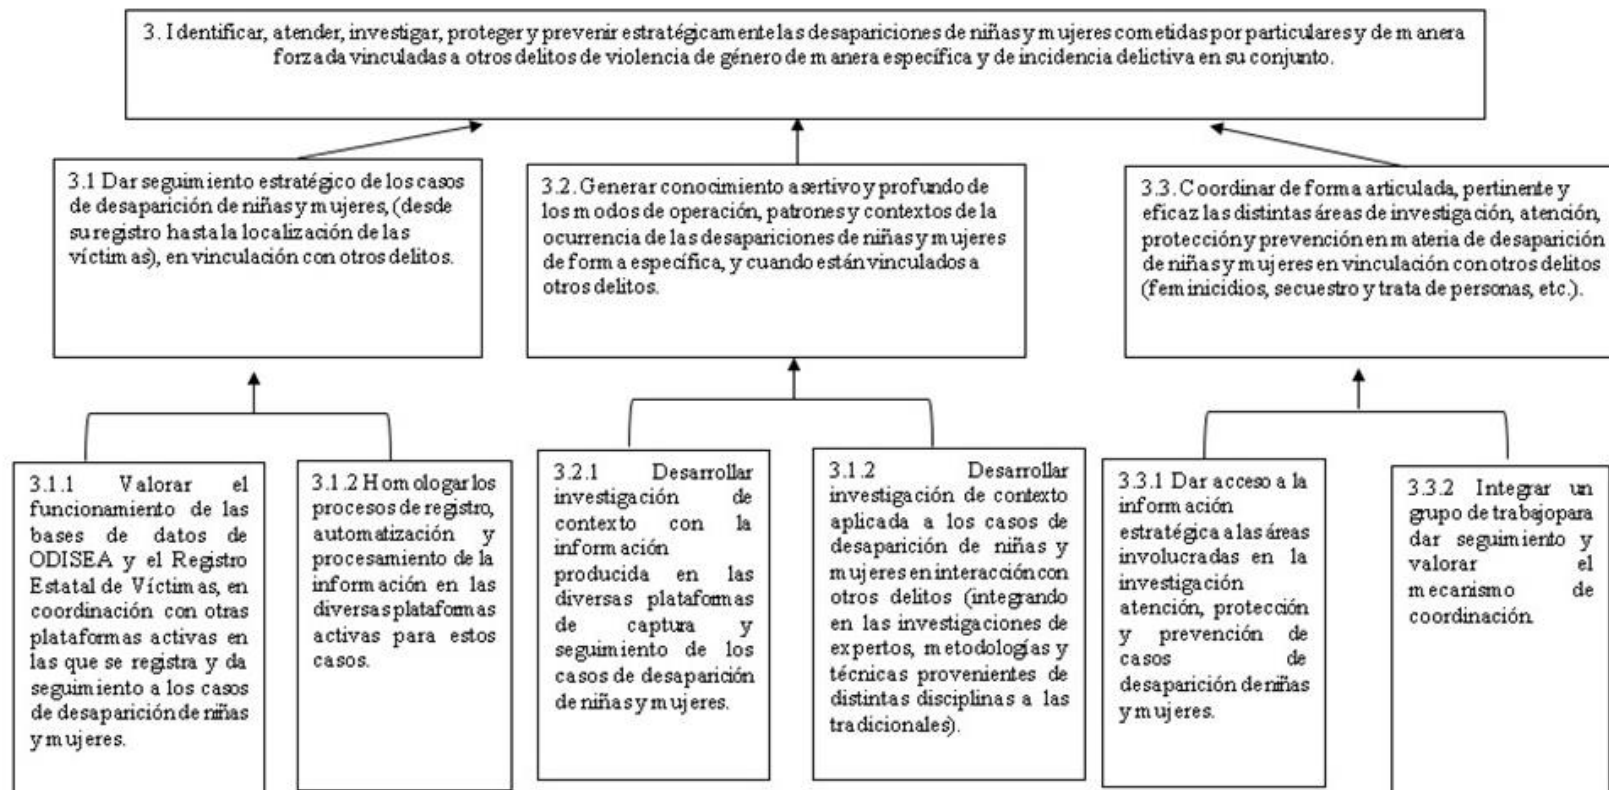 3. Identificar, atender, investigar, proteger y prevenir estratégicamente las desapariciones de niñas y mujeres cometidas por particulares y de manera
forzada vinculadas a otros delitos de violencia de género de manera específica y de incidencia delictiva en su conjunto.
3.1 Dar seguimiento estratégico de los casos
de desaparición de niñas y mujeres, (desde
su registro hasta la localización de las
víctimas), en vinculación con otros delitos.
3.2. Generar conocimiento asertivo y profundo de
los modos de operación, patrones y contextos de la
ocurrencia de las desapariciones de niñas y mujeres
de forma específica, y cuando están vinculados a
otros delitos.
3.3. Coordinar de forma articulada, pertinente y
eficaz las distintas áreas de investigación, atención,
protección y prevención en materia de desaparición
de niñas y mujeres en vinculación con otros delitos
(feminicidios, secuestro y trata de personas, etc.).
3.1.1 Valorar el
funcionamiento de las
bases de datos de
ODISEA y el Registro
Estatal de Víctimas, en
coordinación con otras
plataformas activas en
las que se registra y da
seguimiento a los casos
de desaparición de niñas
y mujeres.
3.1.2 Homologar los
procesos de registro,
automatización y
procesamiento de la
información en las
diversas plataformas
activas para estos
casos.
3.2.1 Desarrollar
investigación de
contexto con la
información
producida en las
diversas plataformas
de captura y
seguimiento de los
casos de desaparición
de niñas y mujeres.
3.1.2 Desarrollar
investigación de contexto
aplicada a los casos de
desaparición de niñas y
mujeres en interacción con
otros delitos (integrando
en las investigaciones de
expertos, metodologías y
técnicas provenientes de
distintas disciplinas a las
tradicionales).
3.3.1 Dar acceso a la
información
estratégica a las áreas
involucradas en la
investigación
atención, protección
y prevención de
casos de
desaparición de niñas
y mujeres.
3.3.2 Integrar un
grupo de trabajo para
dar seguimiento y
valorar el
mecanismo de
coordinación.